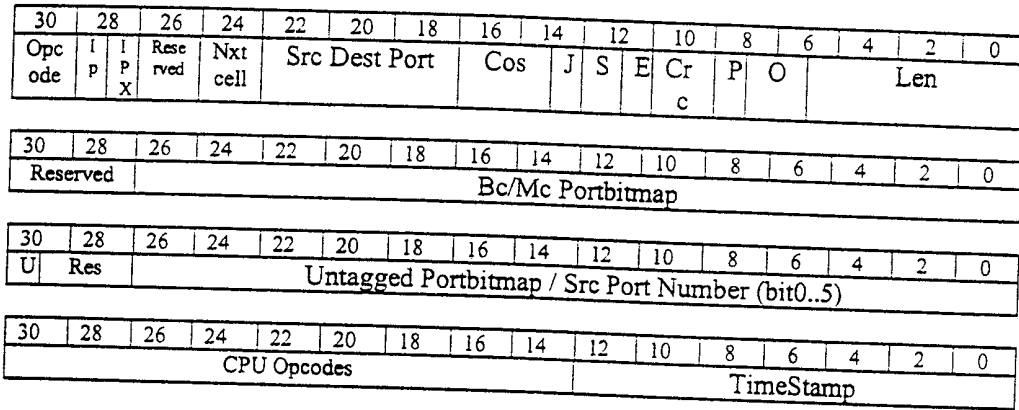 30 28 26 24 22 20 18 16 14 12 10 8 6 4 2 0
Opc ode I p I P X Rese rved Nxt cell Src Dest Port Cos J S E Cr c P O Len
30 28 26 24 22 20 18 16 14 12 10 8 6 4 2 0
Reserved Bc/Mc Portbitmap
30 28 26 24 22 20 18 16 14 12 10 8 6 4 2 0
U Res Untagged Portbitmap / Src Port Number (bit0..5)
30 28 26 24 22 20 18 16 14 12 10 8 6 4 2 0
CPU Opcodes TimeStamp